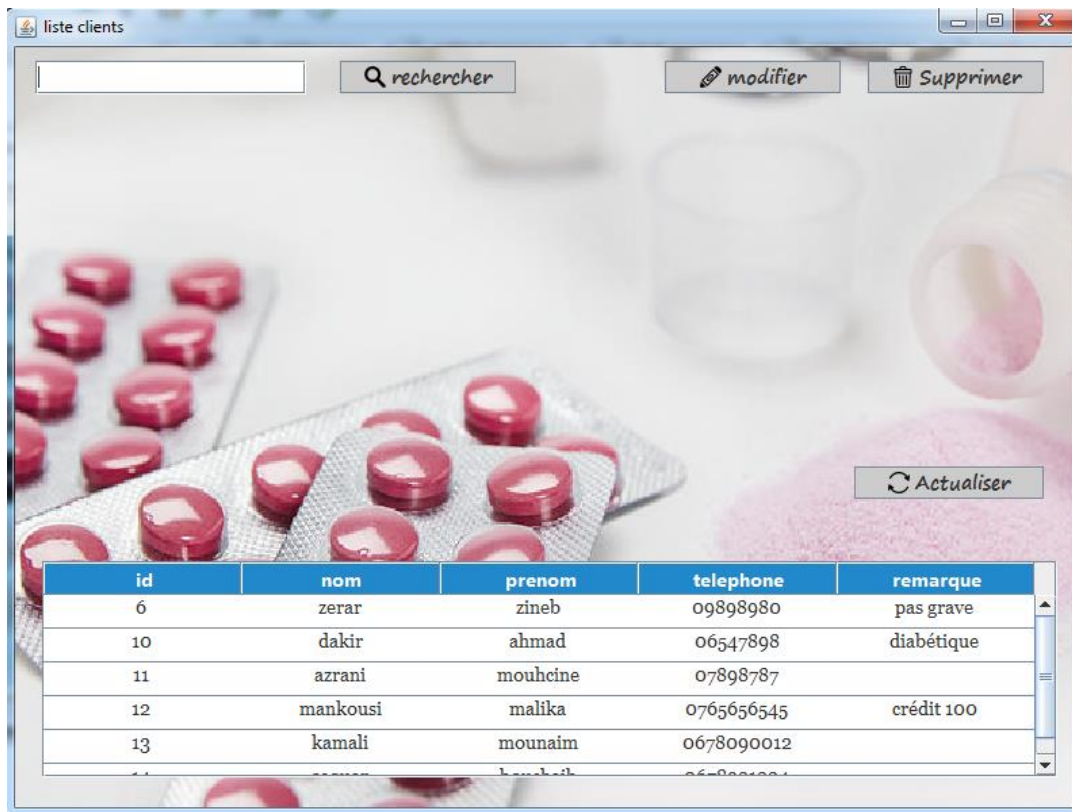 liste clients
rechercher modifier Supprimer
Actualiser
id nom prenom telephone remarque
6 zerar zineb 09898980 pas grave
10 dakir ahmad 06547898 diabétique
11 azrani mouhcine 07898787
12 mankousi malika 0765656545 crédit 100
13 kamali mounaim 0678090012